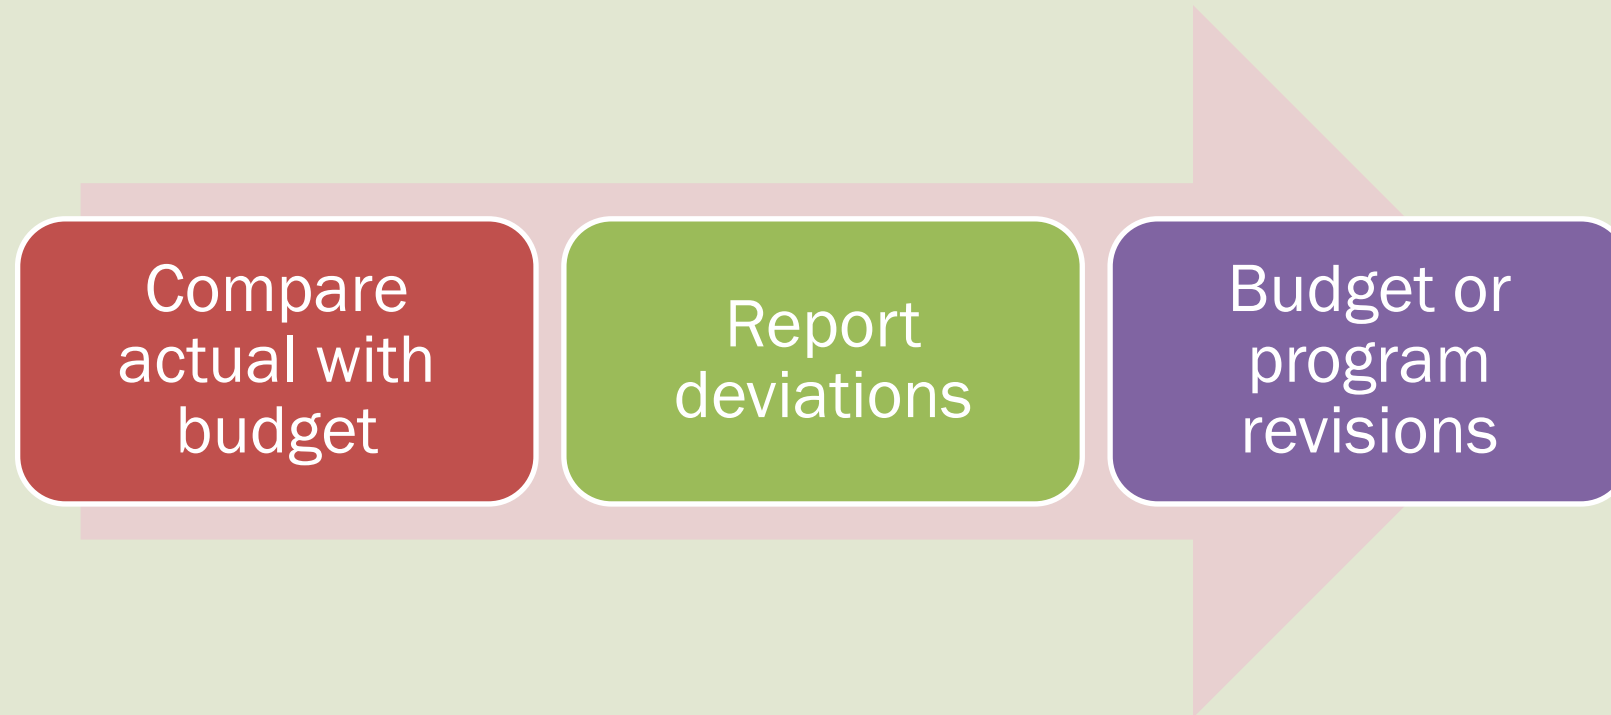 Compare
actual with
budget
Report
deviations
Budget or
program
revisions